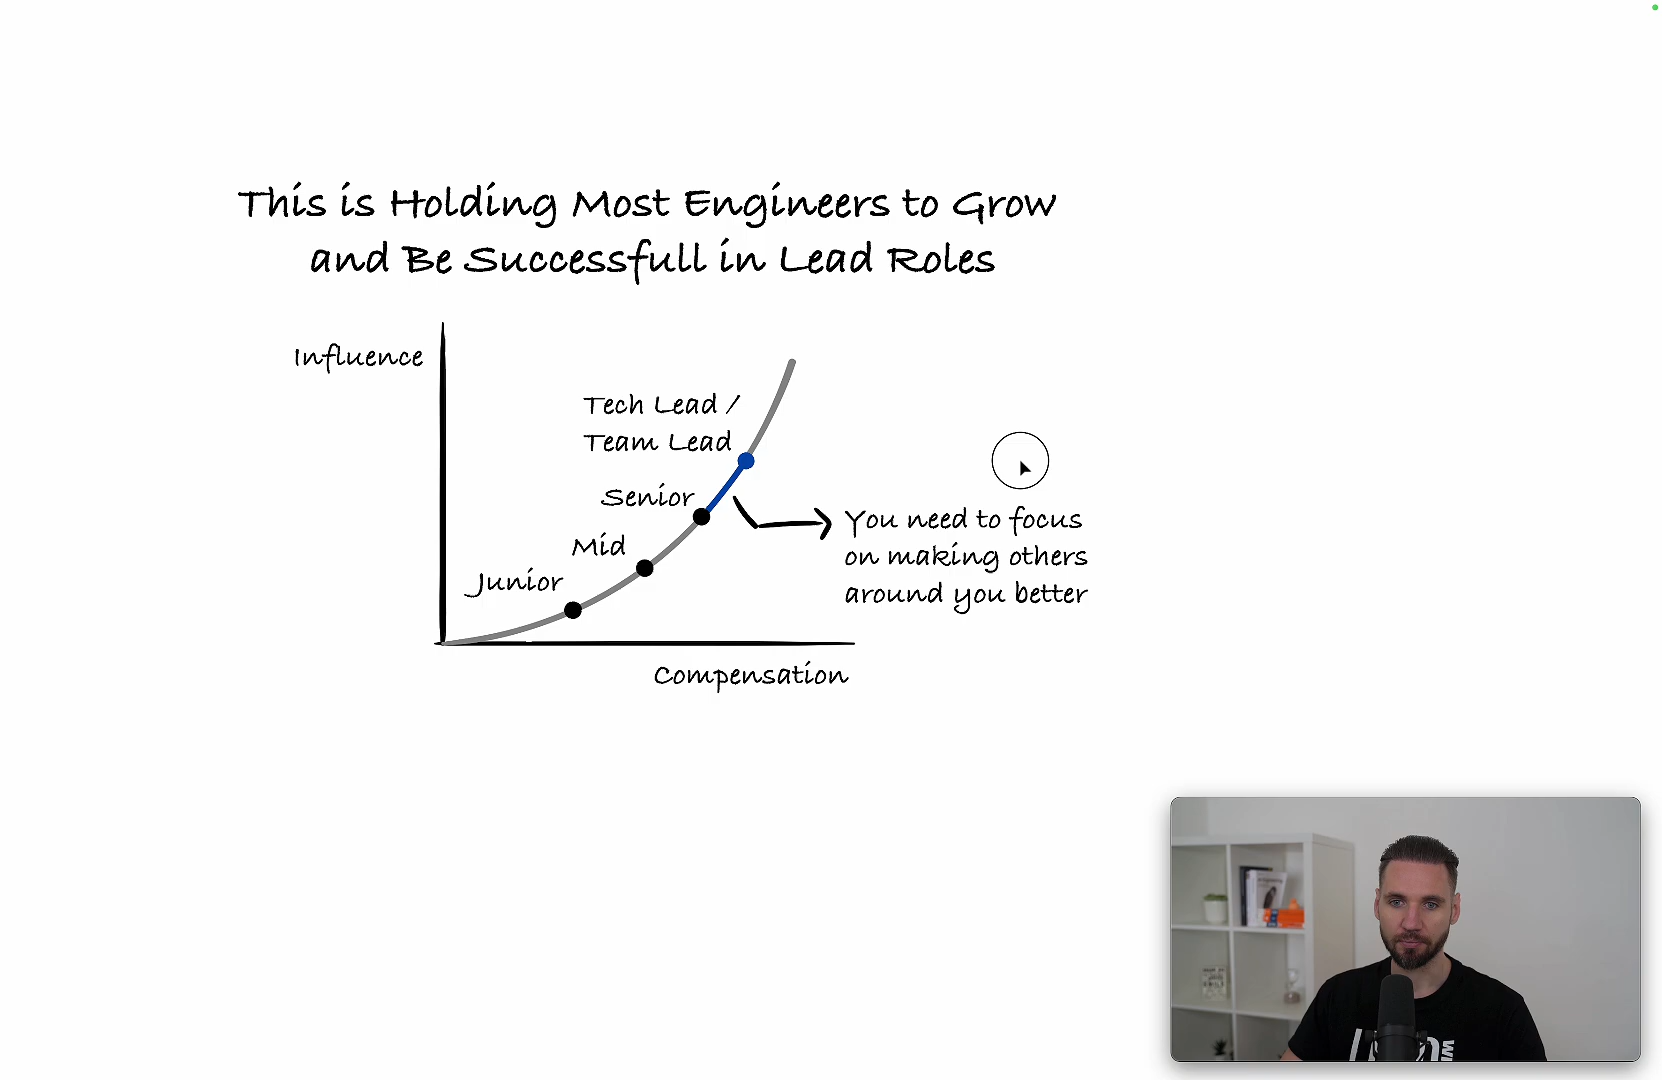 This is Holding Most Engineers to Grow
and Be Successfull in Lead Roles
Influence
Tech Lead /
Team Lead
Senior
Mid
Junior
You need to focus
on making others
around you better
Compensation